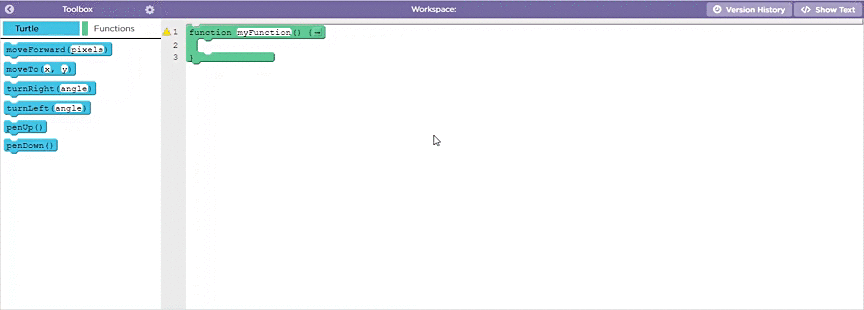 Toolbox Workspace: Version History </> Show Text
Turtle Functions
moveForward(pixels)
moveTo(x, y)
turnRight(angle)
turnLeft(angle)
penUp()
penDown()
1 function myFunction() {→
2
3 }